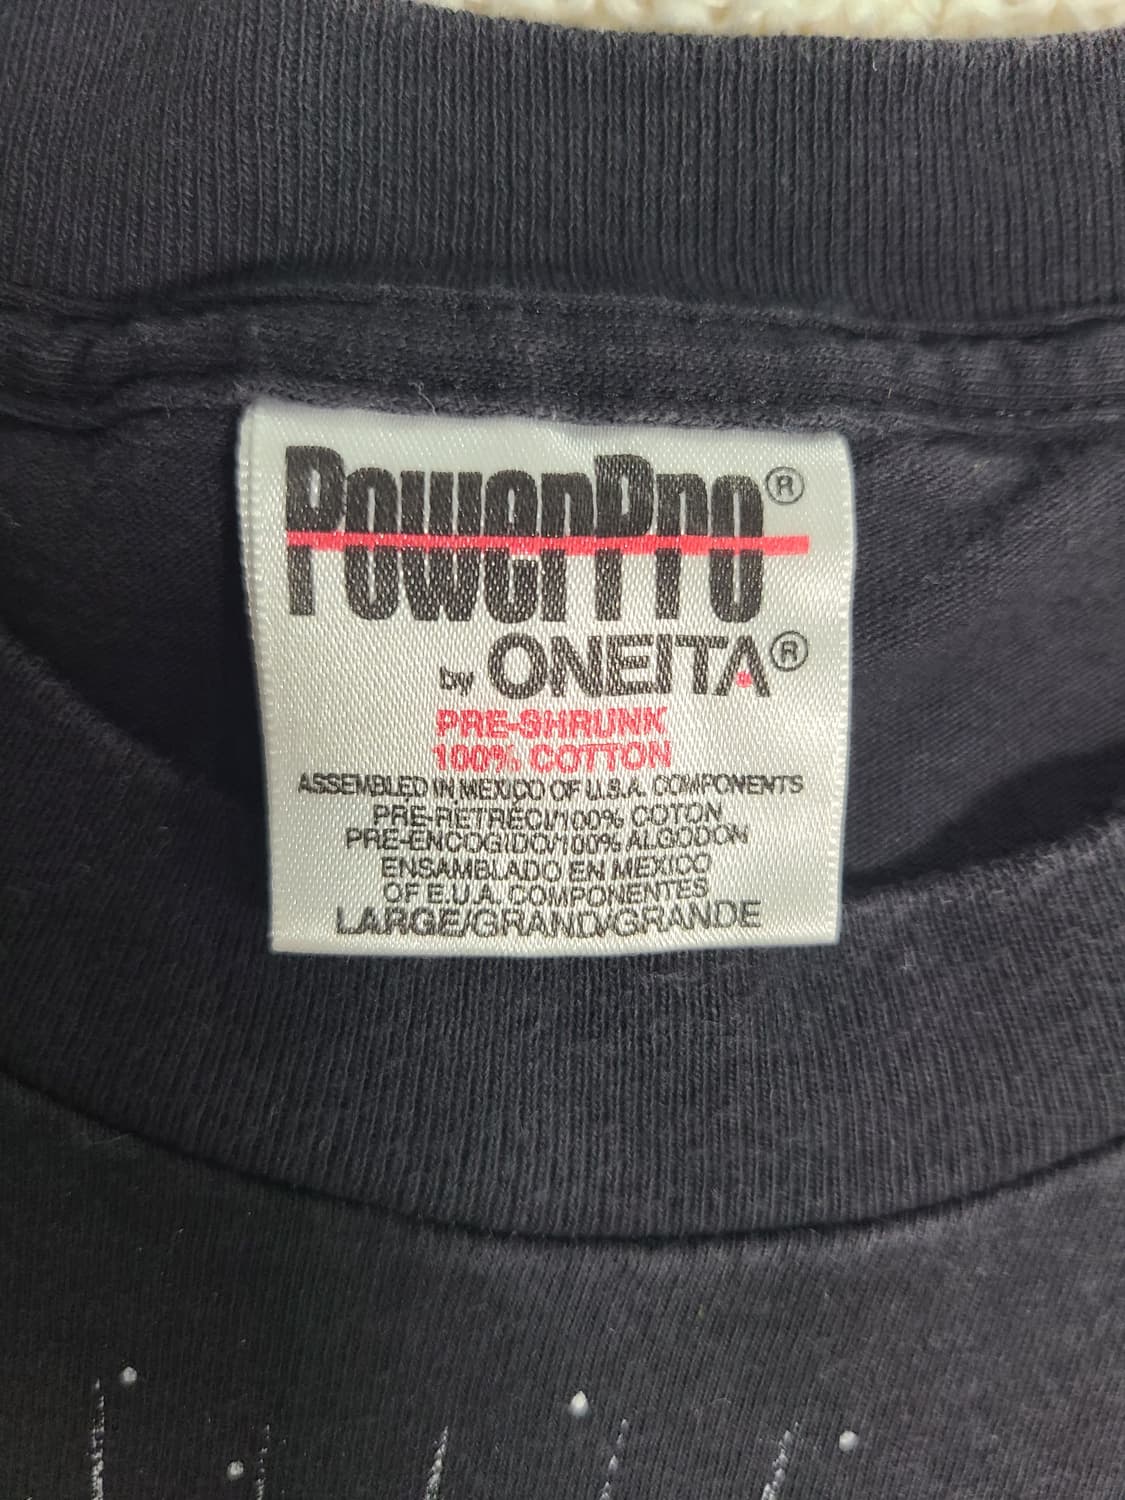 PowerPro®
by ONEITA®
PRE-SHRUNK
100% COTTON
ASSEMBLED IN MEXICO OF U.S.A. COMPONENTS
PRE-RETRECI/100% COTON
PRE-ENCOGIDO/100% ALGODON
ENSAMBLADO EN MEXICO
OF E.U.A. COMPONENTES
LARGE/GRAND/GRANDE